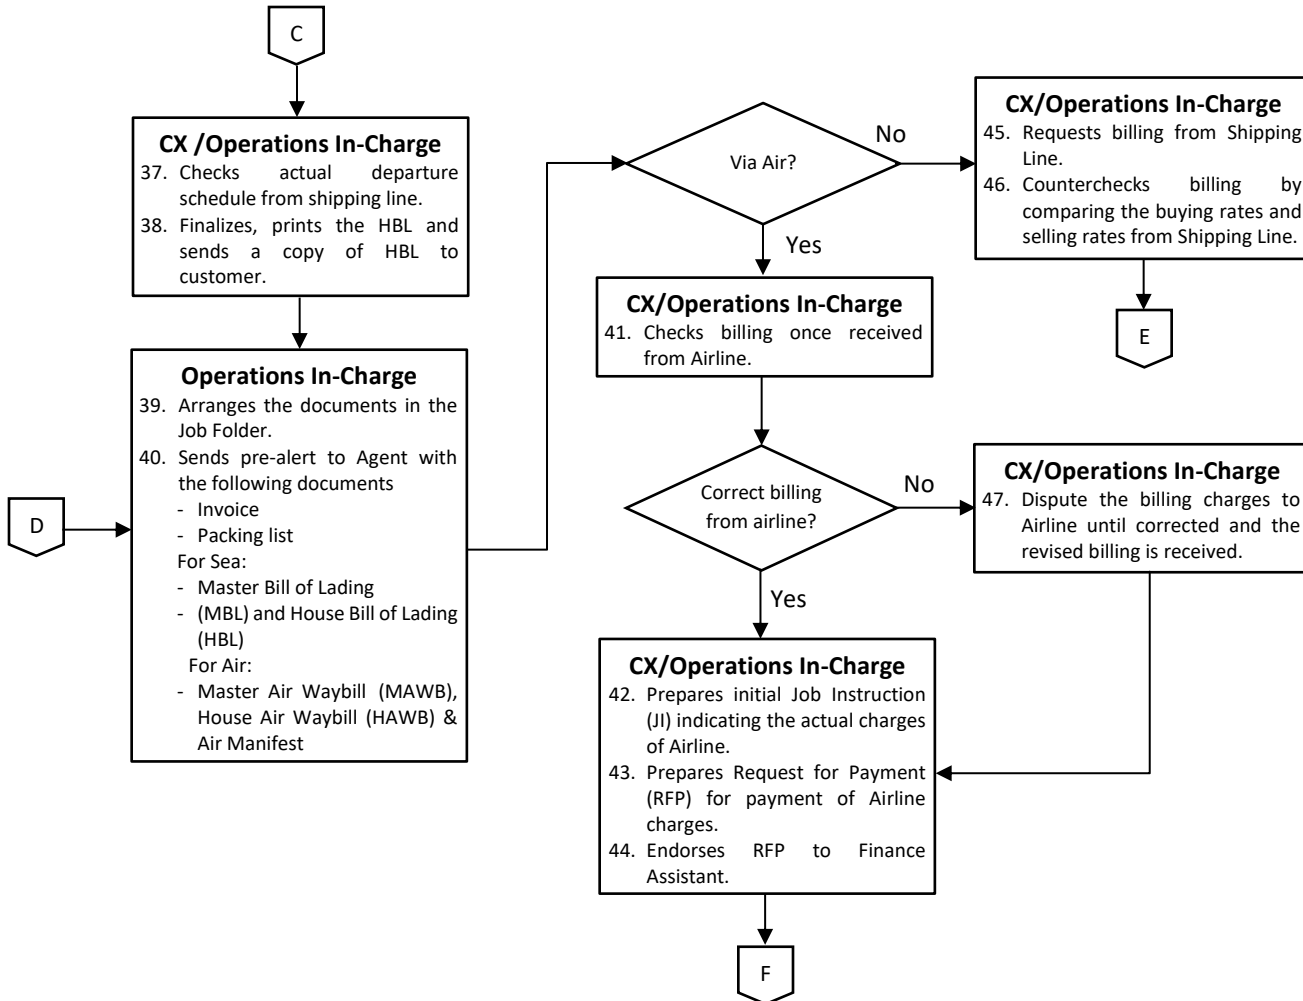 C
CX /Operations In-Charge
37. Checks actual departure
schedule from shipping line.
38. Finalizes, prints the HBL and
sends a copy of HBL to
customer.
Operations In-Charge
39. Arranges the documents in the
Job Folder.
40. Sends pre-alert to Agent with
the following documents
- Invoice
- Packing list
For Sea:
- Master Bill of Lading
- (MBL) and House Bill of Lading
(HBL)
For Air:
- Master Air Waybill (MAWB),
House Air Waybill (HAWB) &
Air Manifest
D
Via Air?
No
Yes
CX/Operations In-Charge
45. Requests billing from Shipping
Line.
46. Counterchecks billing by
comparing the buying rates and
selling rates from Shipping Line.
E
CX/Operations In-Charge
41. Checks billing once received
from Airline.
Correct billing
from airline?
No
Yes
CX/Operations In-Charge
47. Dispute the billing charges to
Airline until corrected and the
revised billing is received.
CX/Operations In-Charge
42. Prepares initial Job Instruction
(JI) indicating the actual charges
of Airline.
43. Prepares Request for Payment
(RFP) for payment of Airline
charges.
44. Endorses RFP to Finance
Assistant.
F